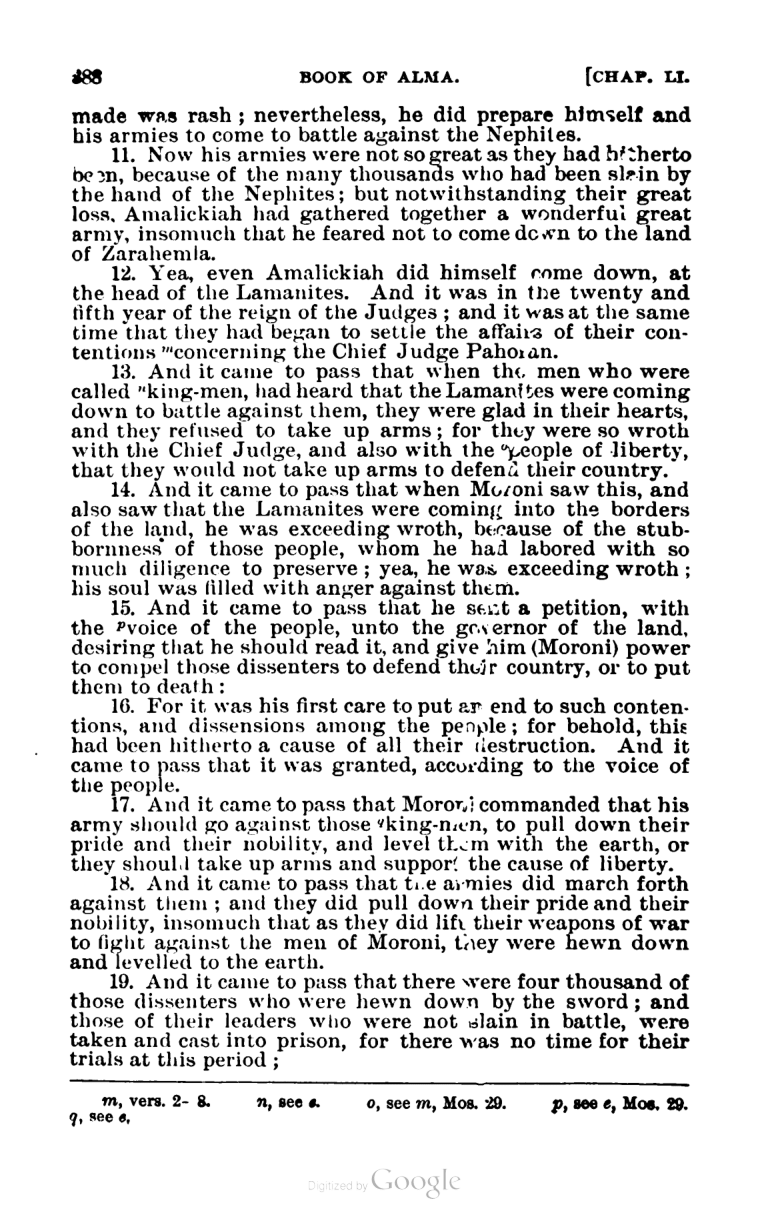 388 BOOK OF ALMA. [CHAP. LI.
made was rash ; nevertheless, he did prepare himself and
his armies to come to battle against the Nephites.
11. Now his armies were not so great as they had hitherto
been, because of the many thousands who had been slain by
the hand of the Nephites ; but notwithstanding their great
loss, Amalickiah had gathered together a wonderful great
army, insomuch that he feared not to come down to the land
of Zarahemla.
12. Yea, even Amalickiah did himself come down, at
the head of the Lamanites. And it was in the twenty and
fifth year of the reign of the Judges ; and it was at the same
time that they had began to settle the affairs of their con-
tentions ᵐconcerning the Chief Judge Pahoran.
13. And it came to pass that when the men who were
called ⁿking-men, had heard that the Lamanites were coming
down to battle against them, they were glad in their hearts,
and they refused to take up arms ; for they were so wroth
with the Chief Judge, and also with the ᵒpeople of liberty,
that they would not take up arms to defend their country.
14. And it came to pass that when Moroni saw this, and
also saw that the Lamanites were coming into the borders
of the land, he was exceeding wroth, because of the stub-
bornness of those people, whom he had labored with so
much diligence to preserve ; yea, he was exceeding wroth ;
his soul was filled with anger against them.
15. And it came to pass that he sent a petition, with
the ᵖvoice of the people, unto the governor of the land,
desiring that he should read it, and give him (Moroni) power
to compel those dissenters to defend their country, or to put
them to death :
16. For it was his first care to put an end to such conten-
tions, and dissensions among the people ; for behold, this
had been hitherto a cause of all their destruction. And it
came to pass that it was granted, according to the voice of
the people.
17. And it came to pass that Moroni commanded that his
army should go against those ᑫking-men, to pull down their
pride and their nobility, and level them with the earth, or
they should take up arms and support the cause of liberty.
18. And it came to pass that the armies did march forth
against them ; and they did pull down their pride and their
nobility, insomuch that as they did lift their weapons of war
to fight against the men of Moroni, they were hewn down
and levelled to the earth.
19. And it came to pass that there were four thousand of
those dissenters who were hewn down by the sword ; and
those of their leaders who were not slain in battle, were
taken and cast into prison, for there was no time for their
trials at this period ;
m, vers. 2- 8. n, see e. o, see m, Mos. 29. p, see e, Mos. 29.
q, see e,
Digitized by Google